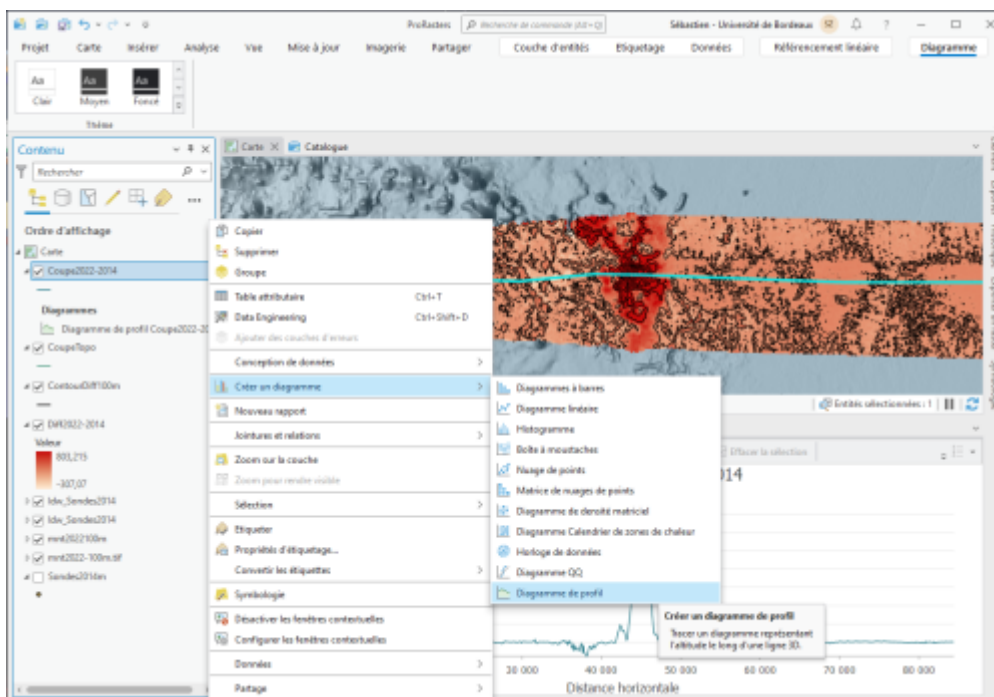 ProRasters
Recherche de commande (Alt+Q)
Sébastien - Université de Bordeaux
SE
?
Projet Carte Insérer Analyse Vue Mise à jour Imagerie Partager Couche d'entités Etiquetage Données Référencement linéaire Diagramme
Aa Aa Aa
Clair Moyen Foncé
Thème
Contenu
Rechercher
Ordre d'affichage
Carte
Coupe2022-2014
Diagrammes
Diagramme de profil Coupe2022-20
CoupeTopo
ContourDiff100m
Diff2022-2014
Valeur
803,215
-307,07
Idw_Sondes2014
Idw_Sondes2014
mnt2022100m
mnt2022-100m.tif
Sondes2014m
Carte
Catalogue
Copier
Supprimer
Groupe
Table attributaire Ctrl+T
Data Engineering Ctrl+Shift+D
Ajouter des couches d'erreurs
Conception de données
Créer un diagramme
Nouveau rapport
Jointures et relations
Zoom sur la couche
Zoom pour rendre visible
Sélection
Etiqueter
Propriétés d'étiquetage...
Convertir les étiquettes
Symbologie
Désactiver les fenêtres contextuelles
Configurer les fenêtres contextuelles
Données
Partage
Diagrammes à barres
Diagramme linéaire
Histogramme
Boîte à moustaches
Nuage de points
Matrice de nuages de points
Diagramme de densité matriciel
Diagramme Calendrier de zones de chaleur
Horloge de données
Diagramme QQ
Diagramme de profil
Entités sélectionnées : 1
Effacer la sélection
014
Créer un diagramme de profil
Tracer un diagramme représentant
l'altitude le long d'une ligne 3D.
30 000 40 000 50 000 60 000 70 000 80 000
Distance horizontale